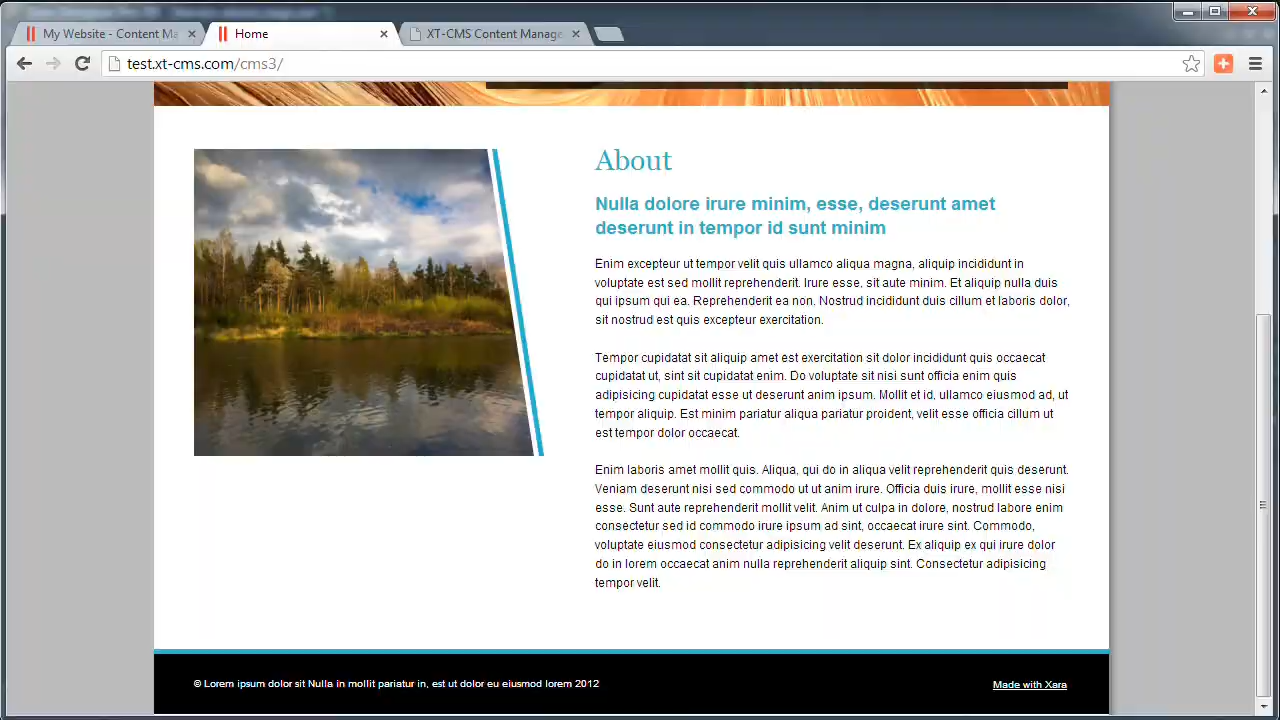 My Website - Content Ma
Home
XT-CMS Content Manage
test.xt-cms.com/cms3/
About
Nulla dolore irure minim, esse, deserunt amet
deserunt in tempor id sunt minim
Enim excepteur ut tempor velit quis ullamco aliqua magna, aliquip incididunt in
voluptate est sed mollit reprehenderit. Irure esse, sit aute minim. Et aliquip nulla duis
qui ipsum qui ea. Reprehenderit ea non. Nostrud incididunt duis cillum et laboris dolor,
sit nostrud est quis excepteur exercitation.
Tempor cupidatat sit aliquip amet est exercitation sit dolor incididunt quis occaecat
cupidatat ut, sint sit cupidatat enim. Do voluptate sit nisi sunt officia enim quis
adipisicing cupidatat esse ut deserunt anim ipsum. Mollit et id, ullamco eiusmod ad, ut
tempor aliquip. Est minim pariatur aliqua pariatur proident, velit esse officia cillum ut
est tempor dolor occaecat.
Enim laboris amet mollit quis. Aliqua, qui do in aliqua velit reprehenderit quis deserunt.
Veniam deserunt nisi sed commodo ut ut anim irure. Officia duis irure, mollit esse nisi
esse. Sunt aute reprehenderit mollit velit. Anim ut culpa in dolore, nostrud labore enim
consectetur sed id commodo irure ipsum ad sint, occaecat irure sint. Commodo,
voluptate eiusmod consectetur adipisicing velit deserunt. Ex aliquip ex qui irure dolor
do in lorem occaecat anim nulla reprehenderit aliquip sint. Consectetur adipisicing
tempor velit.
© Lorem ipsum dolor sit Nulla in mollit pariatur in, est ut dolor eu eiusmod lorem 2012
Made with Xara